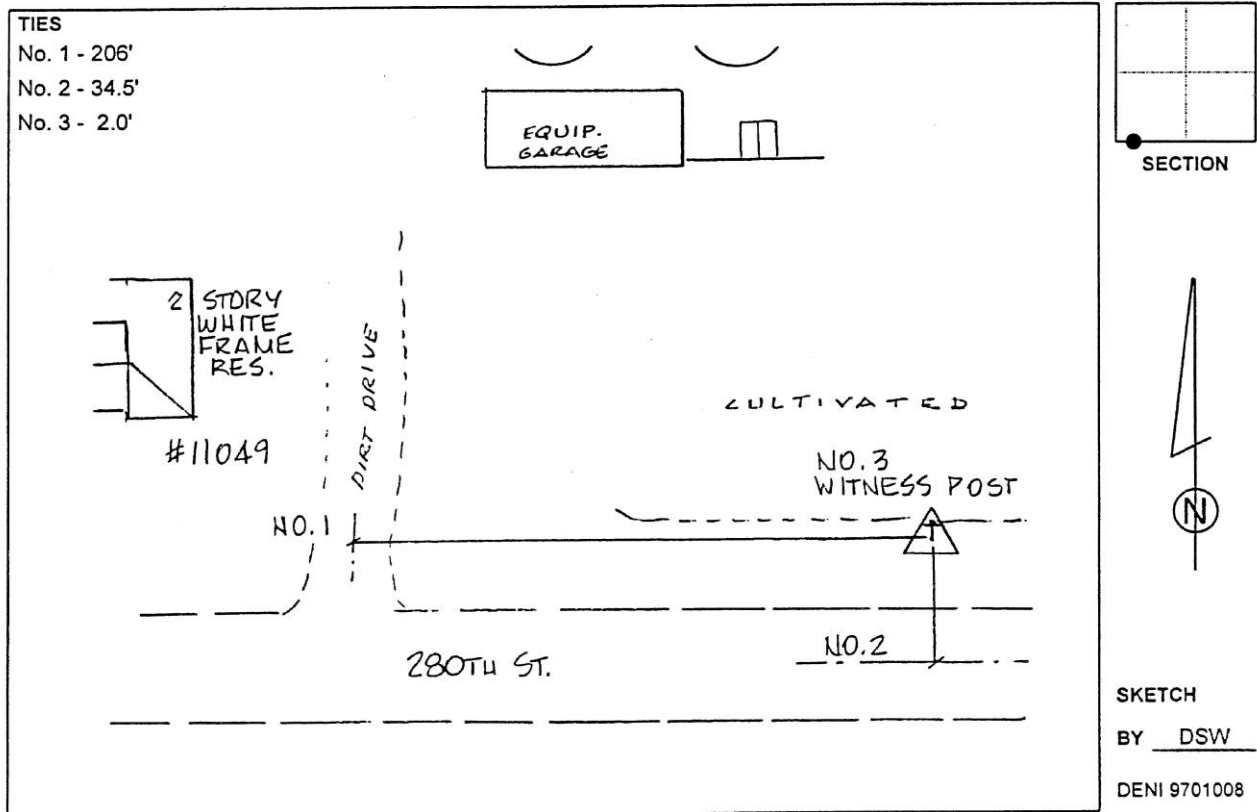 TIES
No. 1 - 206'
No. 2 - 34.5'
No. 3 - 2.0'
EQUIP.
GARAGE
SECTION
2 STORY
WHITE
FRAME
RES.
#11049
DIRT DRIVE
CULTIVATED
NO. 3
WITNESS POST
NO. 1
N
NO. 2
280TH ST.
SKETCH
BY DSW
DENI 9701008